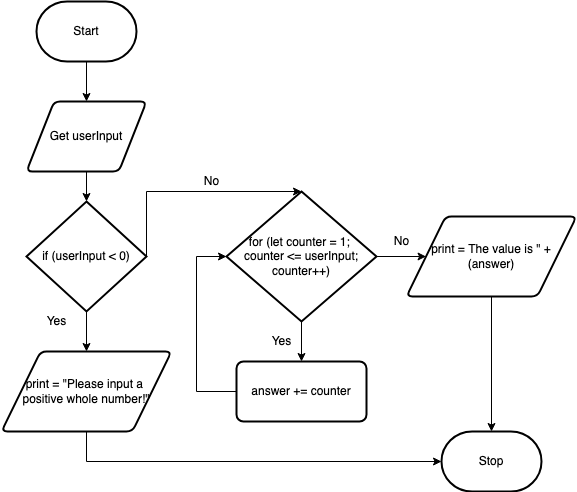 Start
Get userInput
if (userInput < 0)
Yes
No
print = "Please input a
positive whole number!"
for (let counter = 1;
counter <= userInput;
counter++)
Yes
No
answer += counter
print = The value is " +
(answer)
Stop